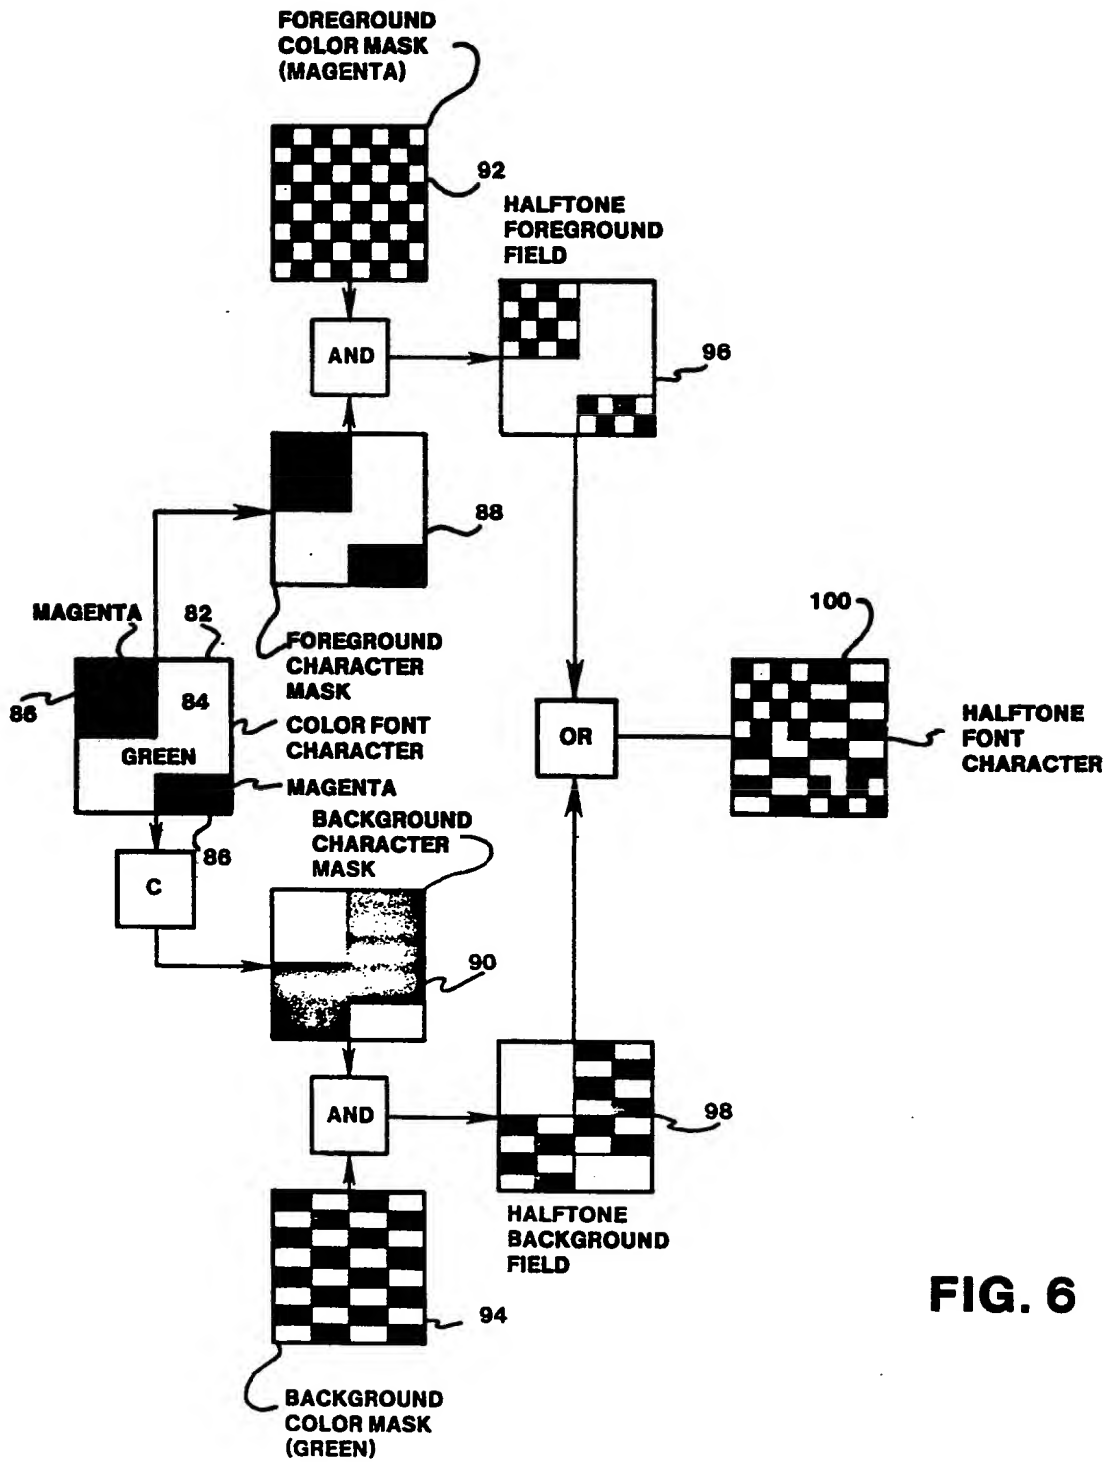 FOREGROUND
COLOR MASK
(MAGENTA)
92
HALFTONE
FOREGROUND
FIELD
AND
96
88
MAGENTA
82
FOREGROUND
CHARACTER
MASK
100
86
84
COLOR FONT
CHARACTER
GREEN
OR
HALFTONE
FONT
CHARACTER
MAGENTA
BACKGROUND
CHARACTER
MASK
86
C
90
AND
98
HALFTONE
BACKGROUND
FIELD
94
FIG. 6
BACKGROUND
COLOR MASK
(GREEN)